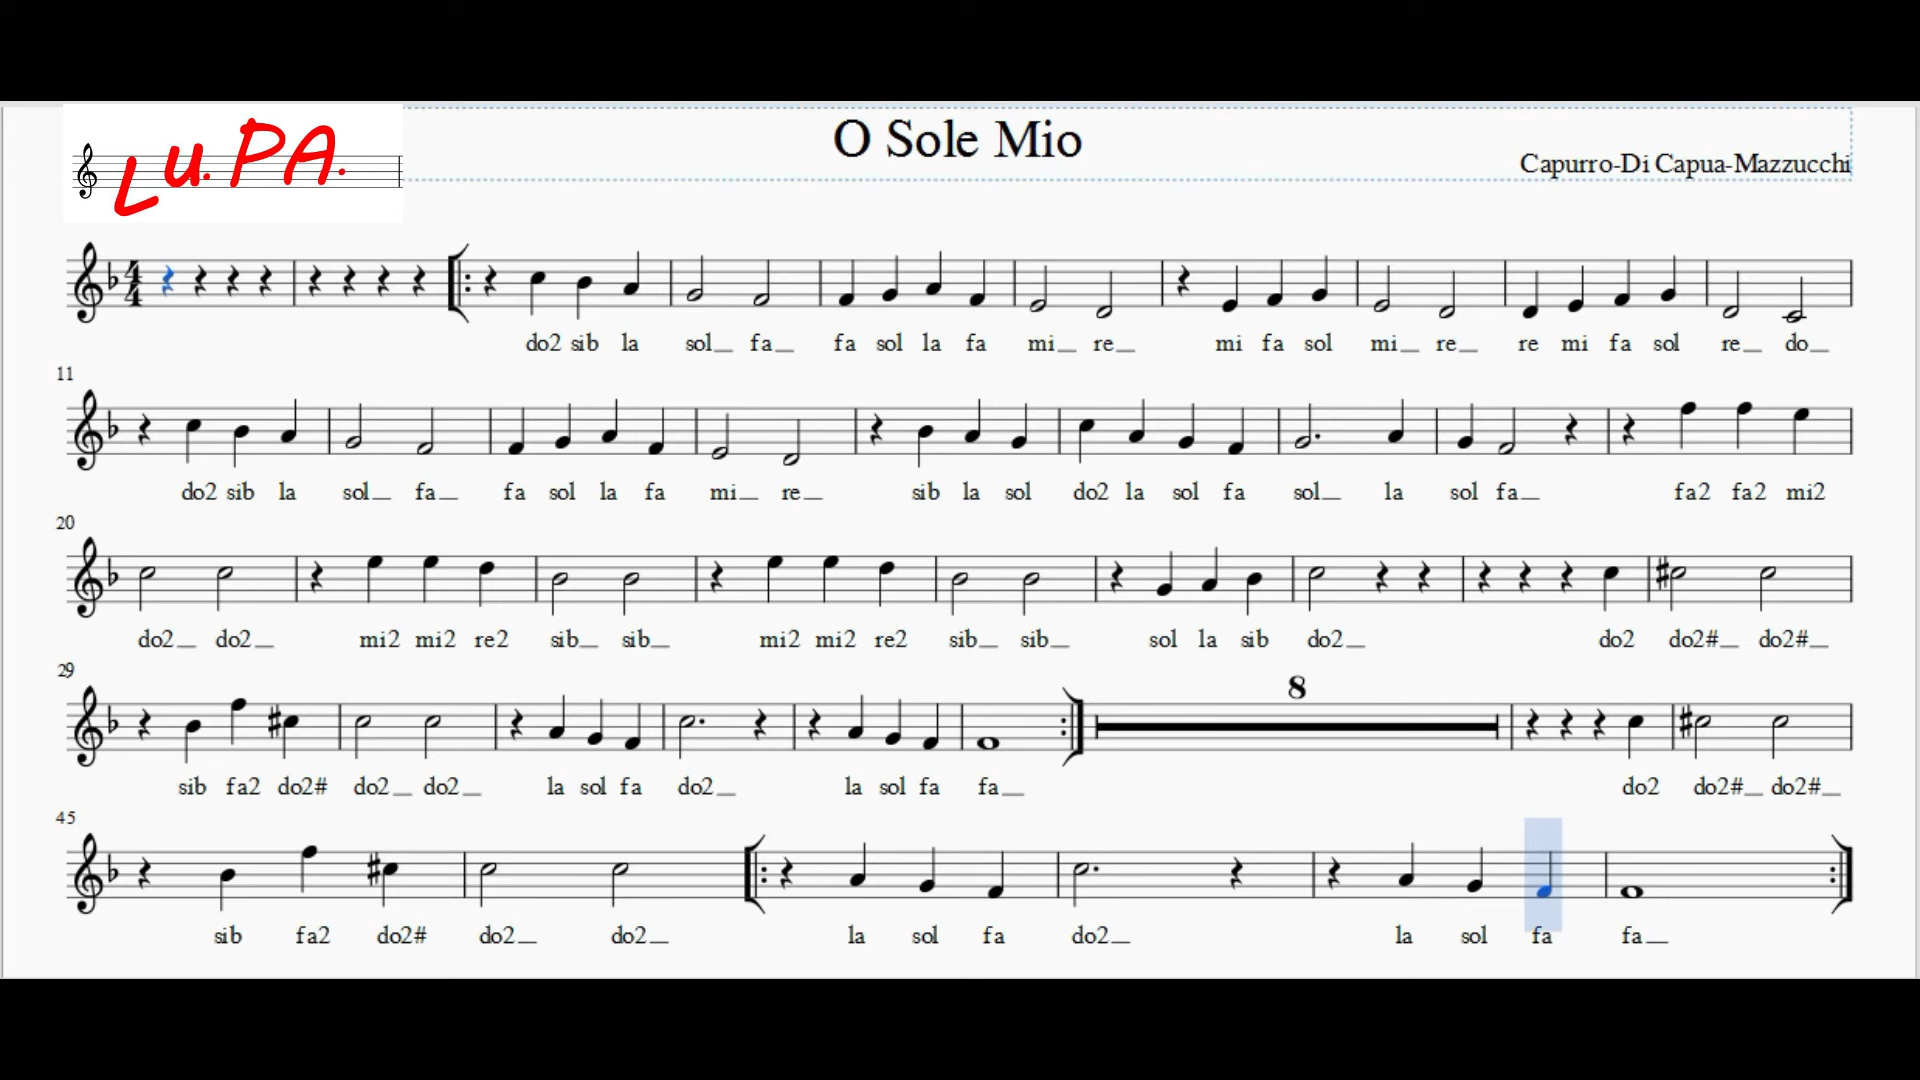 Lu.PA.
O Sole Mio
Capurro-Di Capua-Mazzucchi
4
4
do2 sib la sol_ fa_ fa sol la fa mi_ re_ mi fa sol mi_ re_ re mi fa sol re_ do_
11
do2 sib la sol_ fa_ fa sol la fa mi_ re_ sib la sol do2 la sol fa sol_ la sol fa_ fa2 fa2 mi2
20
do2_ do2_ mi2 mi2 re2 sib_ sib_ mi2 mi2 re2 sib_ sib_ sol la sib do2_ do2 do2#_ do2#_
29
8
sib fa2 do2# do2_ do2_ la sol fa do2_ la sol fa fa_ do2 do2#_ do2#_
45
sib fa2 do2# do2_ do2_ la sol fa do2_ la sol fa fa_